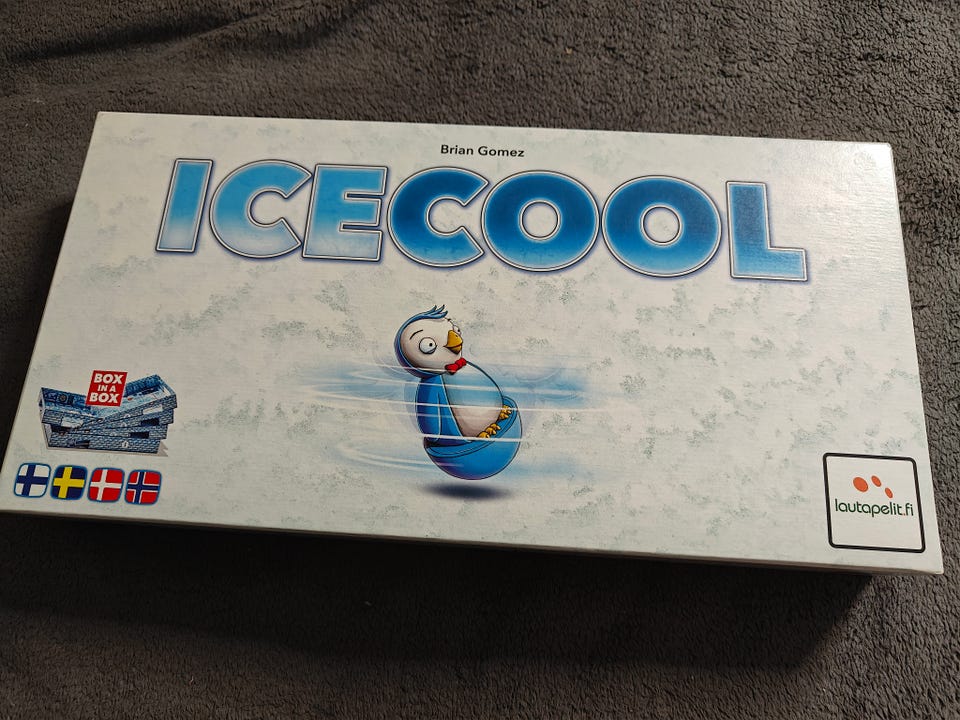 Brian Gomez
ICECOOL
BOX
IN A
BOX
lautapelit.fi